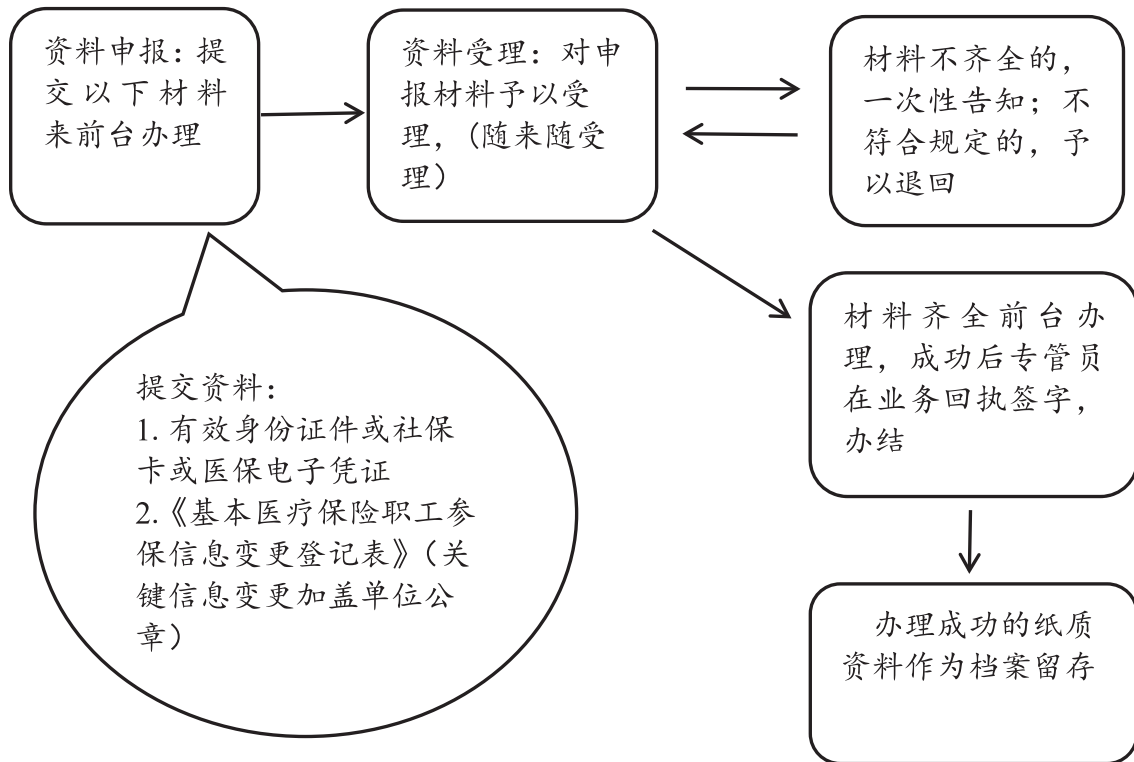 资料申报：提
交以下材料
来前台办理
资料受理：对申
报材料予以受
理，（随来随受
理）
材料不齐全的，
一次性告知；不
符合规定的，予
以退回
材料齐全前台办
理，成功后专管员
在业务回执签字，
办结
提交资料：
1. 有效身份证件或社保
卡或医保电子凭证
2.《基本医疗保险职工参
保信息变更登记表》（关
键信息变更加盖单位公
章）
办理成功的纸质
资料作为档案留存